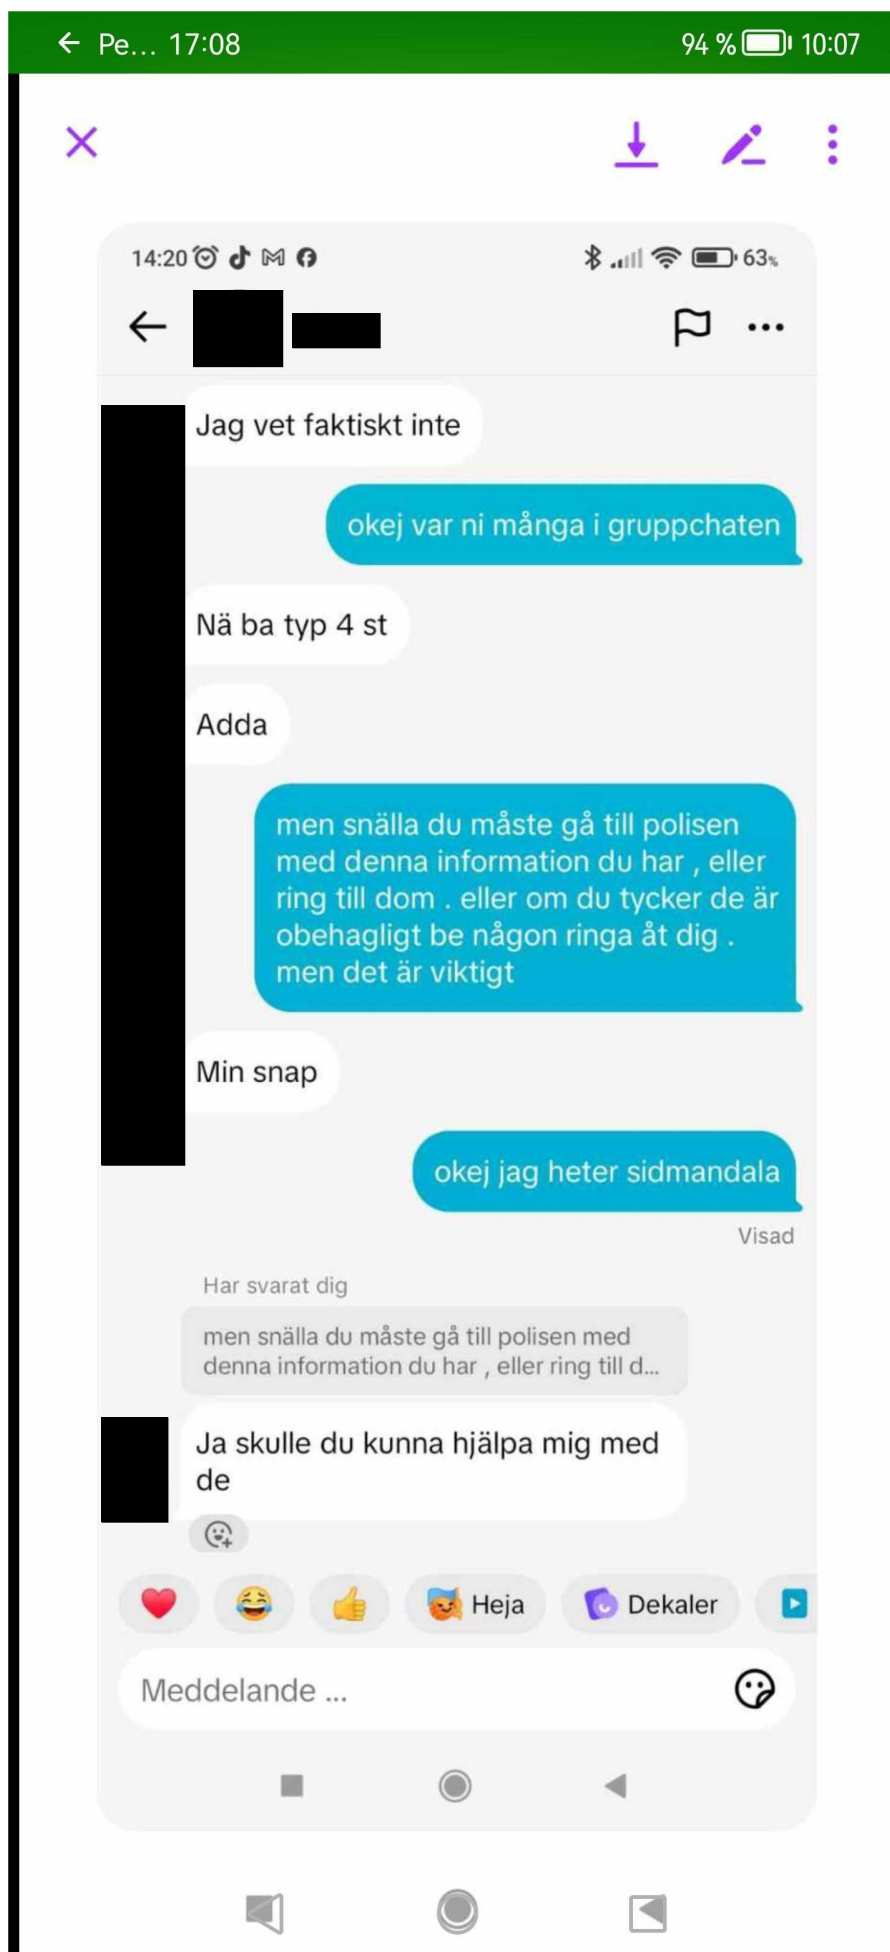 Pe... 17:08
94 % 10:07
14:20
63%
Jag vet faktiskt inte
okej var ni många i gruppchaten
Nä ba typ 4 st
Adda
men snälla du måste gå till polisen
med denna information du har , eller
ring till dom . eller om du tycker de är
obehagligt be någon ringa åt dig .
men det är viktigt
Min snap
okej jag heter sidmandala
Visad
Har svarat dig
men snälla du måste gå till polisen med
denna information du har , eller ring till d...
Ja skulle du kunna hjälpa mig med
de
Heja
Dekaler
Meddelande ...